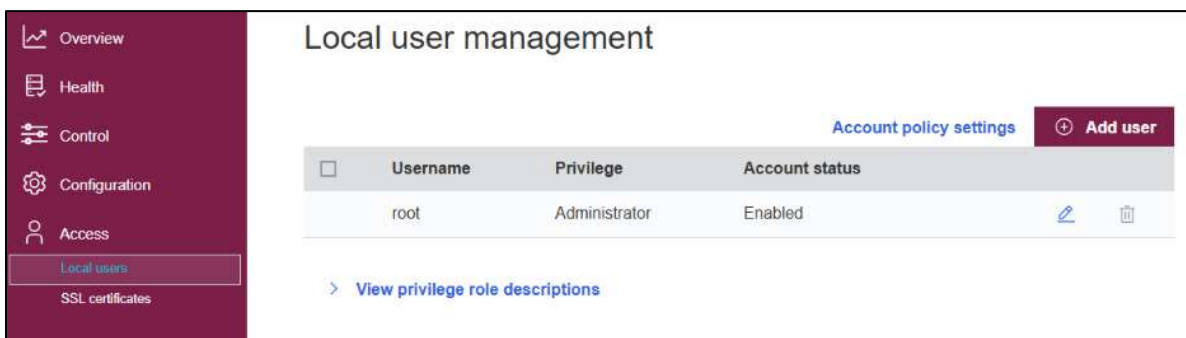 Overview
Health
Control
Configuration
Access
Local users
SSL certificates
Local user management
Account policy settings
Add user
Username Privilege Account status
root Administrator Enabled
View privilege role descriptions